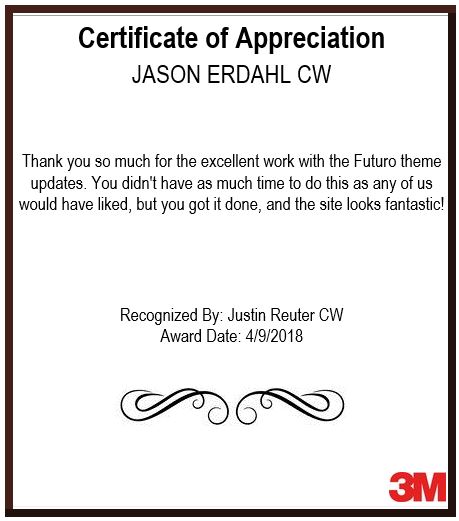 Certificate of Appreciation
JASON ERDAHL CW
Thank you so much for the excellent work with the Futuro theme
updates. You didn't have as much time to do this as any of us
would have liked, but you got it done, and the site looks fantastic!
Recognized By: Justin Reuter CW
Award Date: 4/9/2018
3M